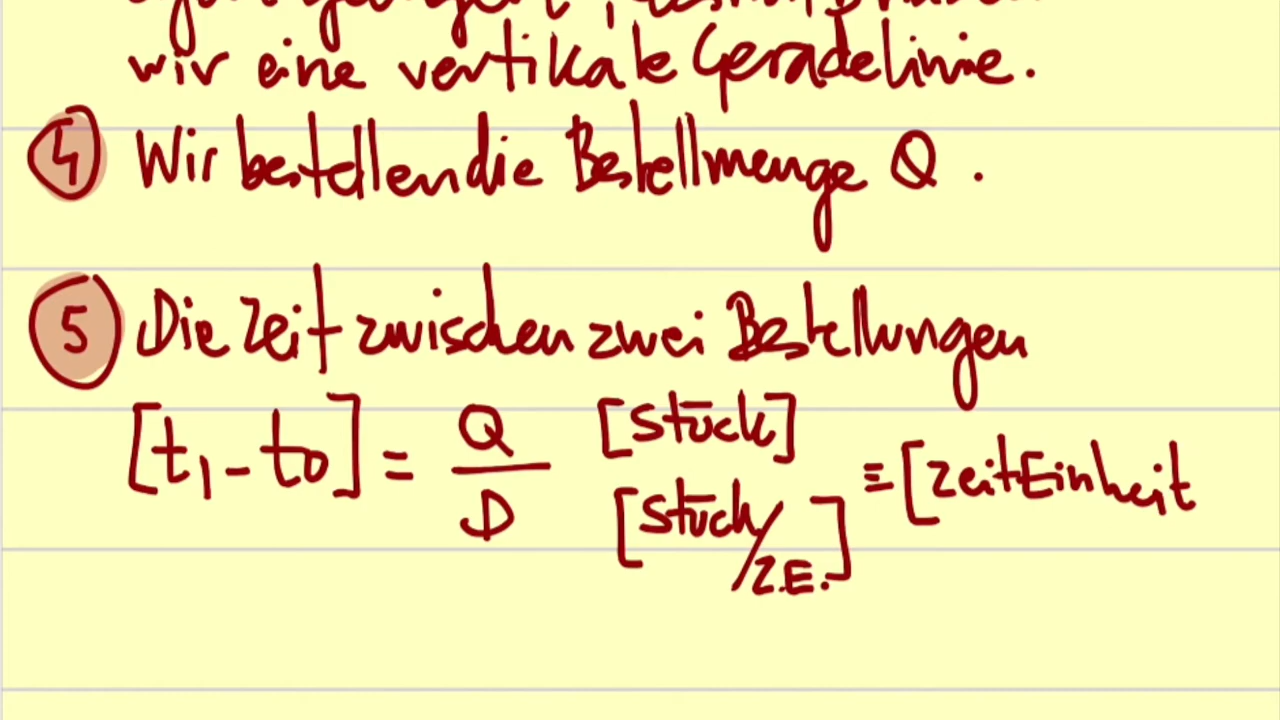 wir eine vertikale Geradelinie.
4 Wir bestellen die Bestellmenge Q.
5 Die Zeit zwischen zwei Bestellungen
[t₁ - t₀] = Q / D [Stück] / [Stück/Z.E.] ≡ [ZeitEinheit